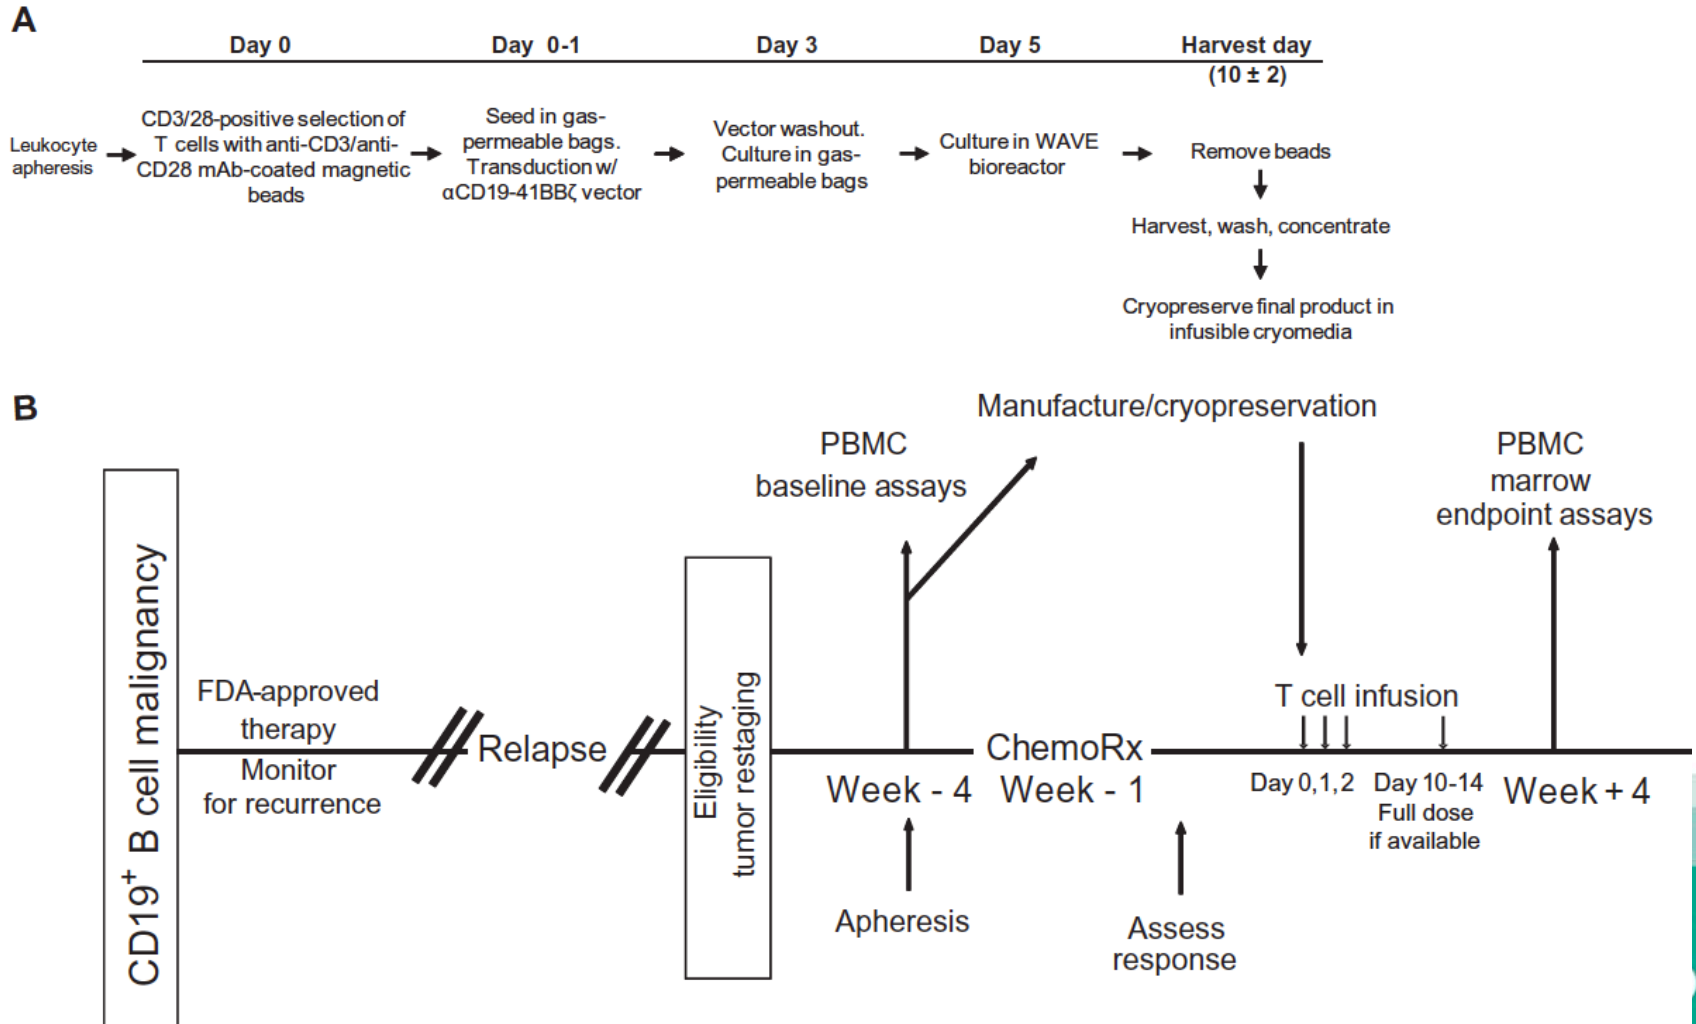 A
Day 0
Day 0-1
Day 3
Day 5
Harvest day
(10 ± 2)
Leukocyte
apheresis
CD3/28-positive selection of
T cells with anti-CD3/anti-
CD28 mAb-coated magnetic
beads
Seed in gas-
permeable bags.
Transduction w/
αCD19-41BBζ vector
Vector washout.
Culture in gas-
permeable bags
Culture in WAVE
bioreactor
Remove beads
Harvest, wash, concentrate
Cryopreserve final product in
infusible cryomedia
B
CD19+ B cell malignancy
FDA-approved
therapy
Monitor
for recurrence
Relapse
Eligibility
tumor restaging
PBMC
baseline assays
Manufacture/cryopreservation
PBMC
marrow
endpoint assays
Week - 4
Apheresis
ChemoRx
Week - 1
Assess
response
T cell infusion
Day 0,1,2
Day 10-14
Full dose
if available
Week + 4